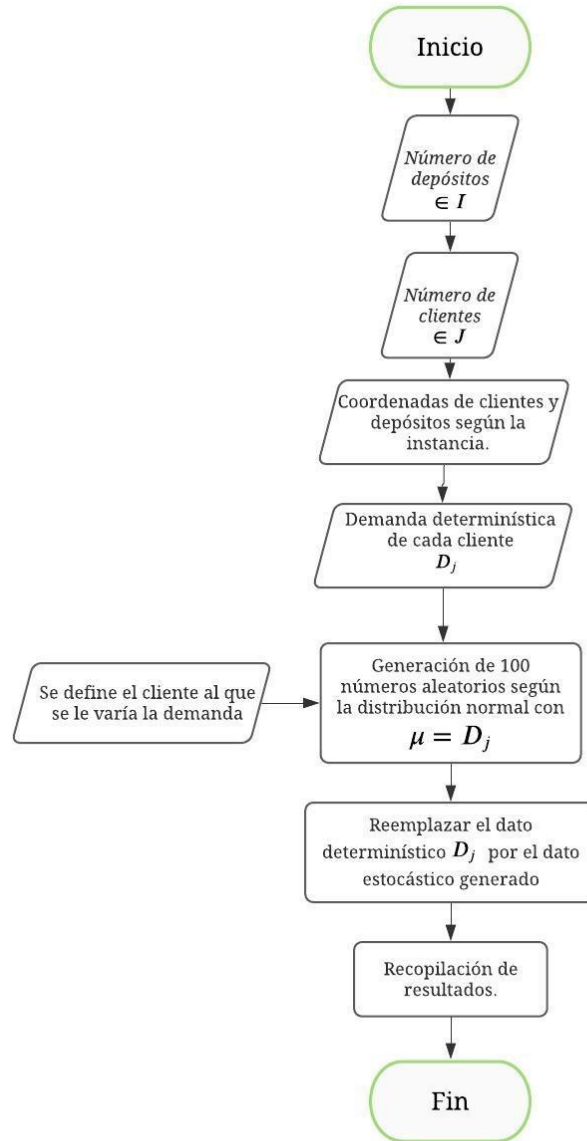 Inicio
Número de
depósitos
∈ I
Número de
clientes
∈ J
Coordenadas de clientes y
depósitos según la
instancia.
Demanda determinística
de cada cliente
D_j
Se define el cliente al que
se le varía la demanda
Generación de 100
números aleatorios según
la distribución normal con
μ = D_j
Reemplazar el dato
determinístico D_j por el dato
estocástico generado
Recopilación de
resultados.
Fin